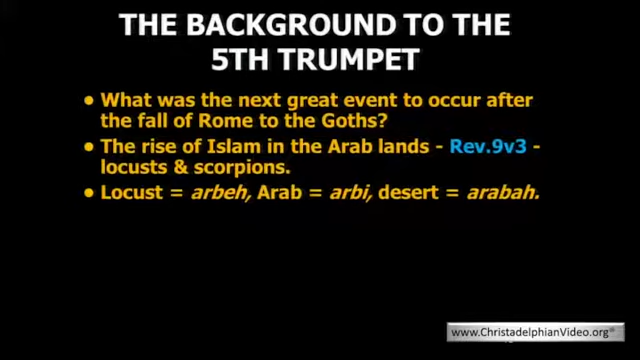 THE BACKGROUND TO THE
5TH TRUMPET
• What was the next great event to occur after
the fall of Rome to the Goths?
• The rise of Islam in the Arab lands - Rev.9v3 -
locusts & scorpions.
• Locust = arbeh, Arab = arbi, desert = arabah.
www.ChristadelphianVideo.org®